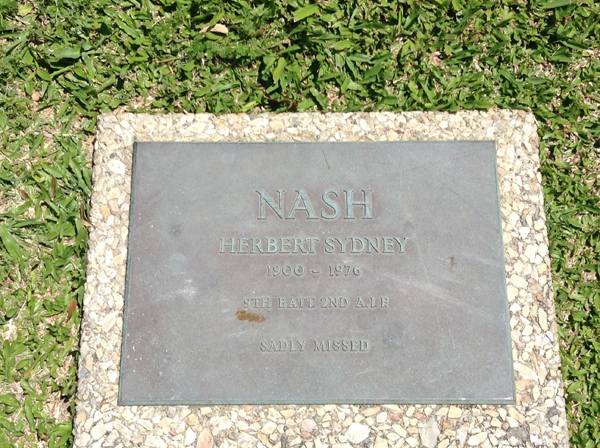 NASH
HERBERT SYDNEY
1900 - 1976
9TH BATT 2ND A.I.F
SADLY MISSED